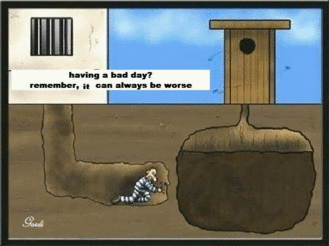 having a bad day?
remember, it can always be worse